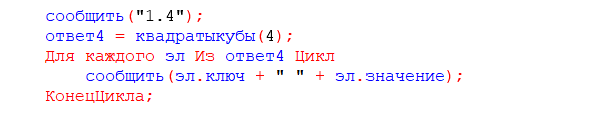 сообщить("1.4");
ответ4 = квадратыкубы(4);
Для каждого эл Из ответ4 Цикл
сообщить(эл.ключ + " " + эл.значение);
КонецЦикла;